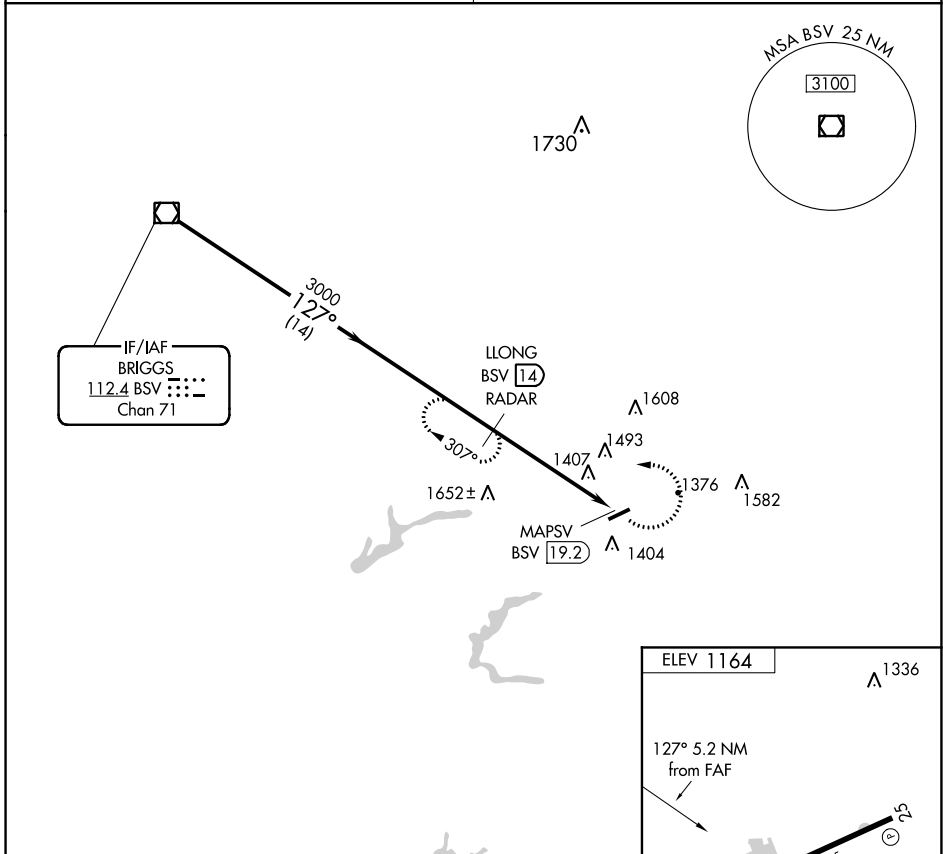 MSA BSV 25 NM
3100
1730
3000
127°
(14)
IF/IAF
BRIGGS
112.4 BSV
Chan 71
LLONG
BSV 14
RADAR
307°
1608
1493
1407
1376
1582
1652±
MAPSV
BSV 19.2
1404
ELEV 1164
1336
127° 5.2 NM
from FAF
25
P